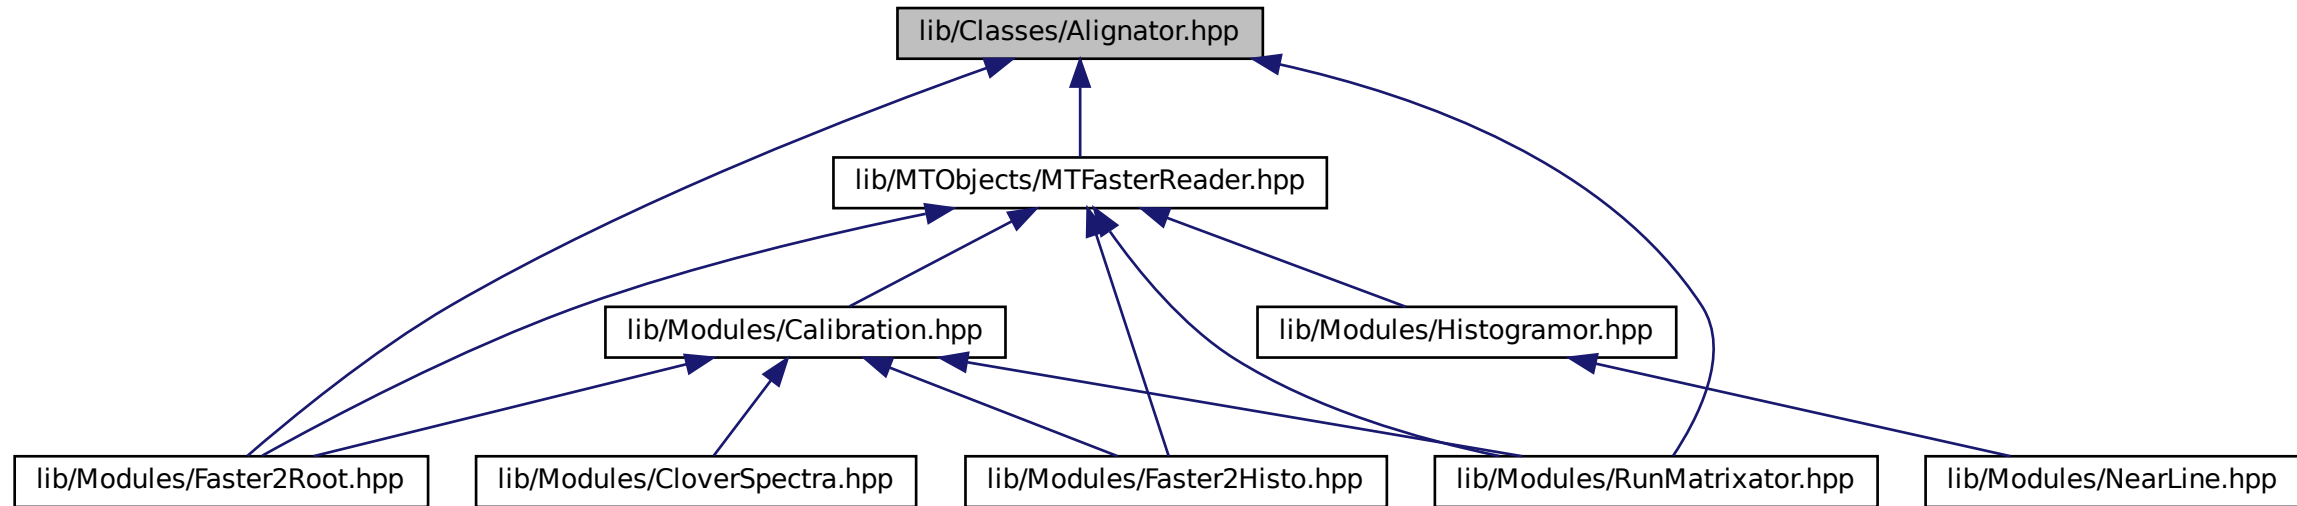 lib/Classes/Alignator.hpp
lib/MTObjects/MTFasterReader.hpp
lib/Modules/Calibration.hpp
lib/Modules/Histogramor.hpp
lib/Modules/Faster2Root.hpp
lib/Modules/CloverSpectra.hpp
lib/Modules/Faster2Histo.hpp
lib/Modules/RunMatrixator.hpp
lib/Modules/NearLine.hpp